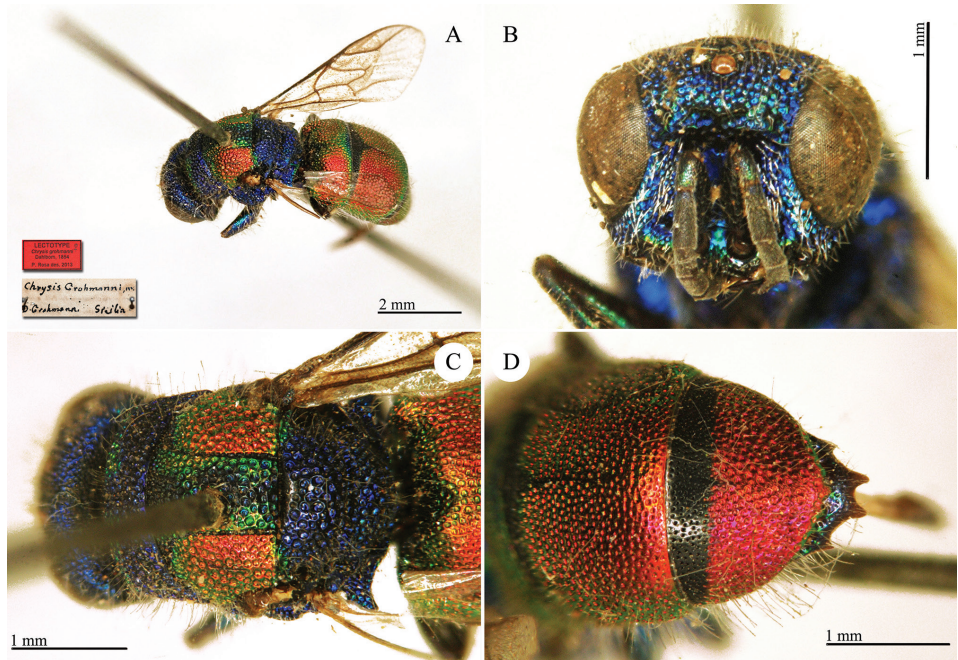 A
B
1 mm
LECTOTYPE
Chrysis grohmanni
Dahlbom, 1854
P. Rosa des. 2013
Chrysis Grohmanni, m.
D. Grohmann Sicilia
2 mm
C
D
1 mm
1 mm